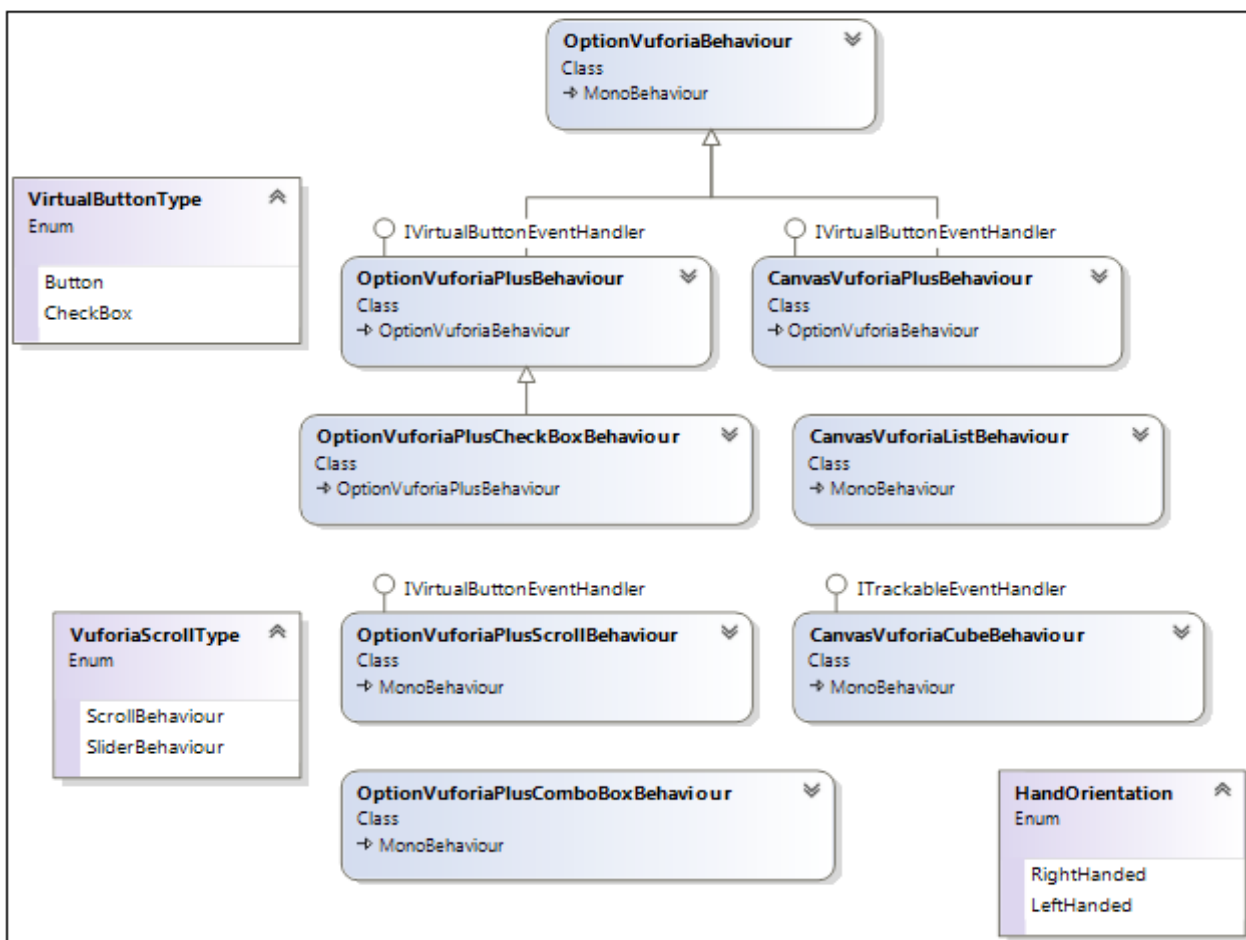 OptionVuforiaBehaviour
Class
MonoBehaviour
VirtualButtonType
Enum
Button
CheckBox
IVirtualButtonEventHandler
OptionVuforiaPlusBehaviour
Class
OptionVuforiaBehaviour
IVirtualButtonEventHandler
CanvasVuforiaPlusBehaviour
Class
OptionVuforiaBehaviour
OptionVuforiaPlusCheckBoxBehaviour
Class
OptionVuforiaPlusBehaviour
CanvasVuforiaListBehaviour
Class
MonoBehaviour
VuforiaScrollType
Enum
ScrollBehaviour
SliderBehaviour
IVirtualButtonEventHandler
OptionVuforiaPlusScrollBehaviour
Class
MonoBehaviour
ITrackableEventHandler
CanvasVuforiaCubeBehaviour
Class
MonoBehaviour
OptionVuforiaPlusComboBoxBehaviour
Class
MonoBehaviour
HandOrientation
Enum
RightHanded
LeftHanded